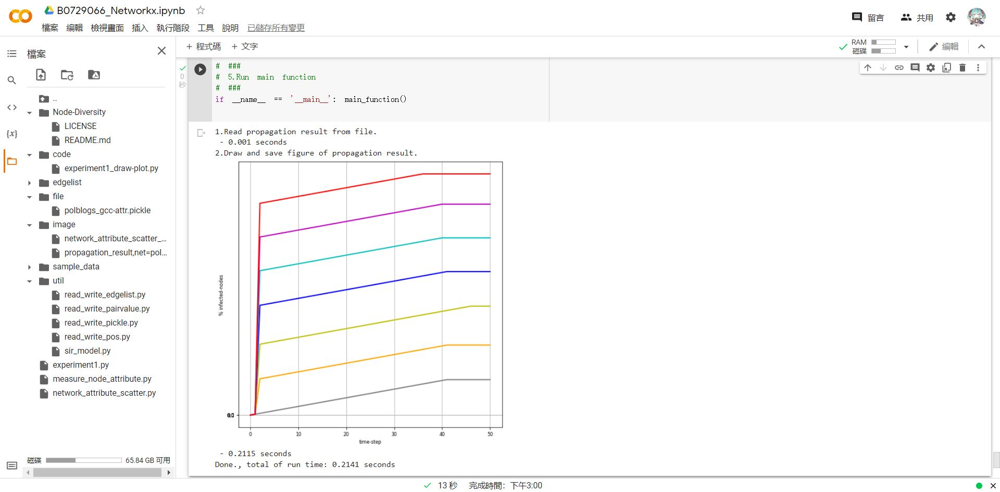 CO
B0729066_Networkx.ipynb
檔案 編輯 檢視畫面 插入 執行階段 工具 說明 已儲存所有變更
留言 共用
檔案
+ 程式碼 + 文字
RAM
磁碟
編輯
..
Node-Diversity
LICENSE
README.md
code
experiment1_draw-plot.py
edgelist
file
polblogs_gcc-attr.pickle
image
network_attribute_scatter_...
propagation_result,net=pol...
sample_data
util
read_write_edgelist.py
read_write_pairvalue.py
read_write_pickle.py
read_write_pos.py
sir_model.py
experiment1.py
measure_node_attribute.py
network_attribute_scatter.py
磁碟 65.84 GB 可用
{x}
0
秒
# ###
# 5.Run main function
# ###
if __name__ == '__main__': main_function()
1.Read propagation result from file.
- 0.001 seconds
2.Draw and save figure of propagation result.
% infected-nodes
0.0
0 10 20 30 40 50
time-step
- 0.2115 seconds
Done., total of run time: 0.2141 seconds
13 秒 完成時間: 下午3:00